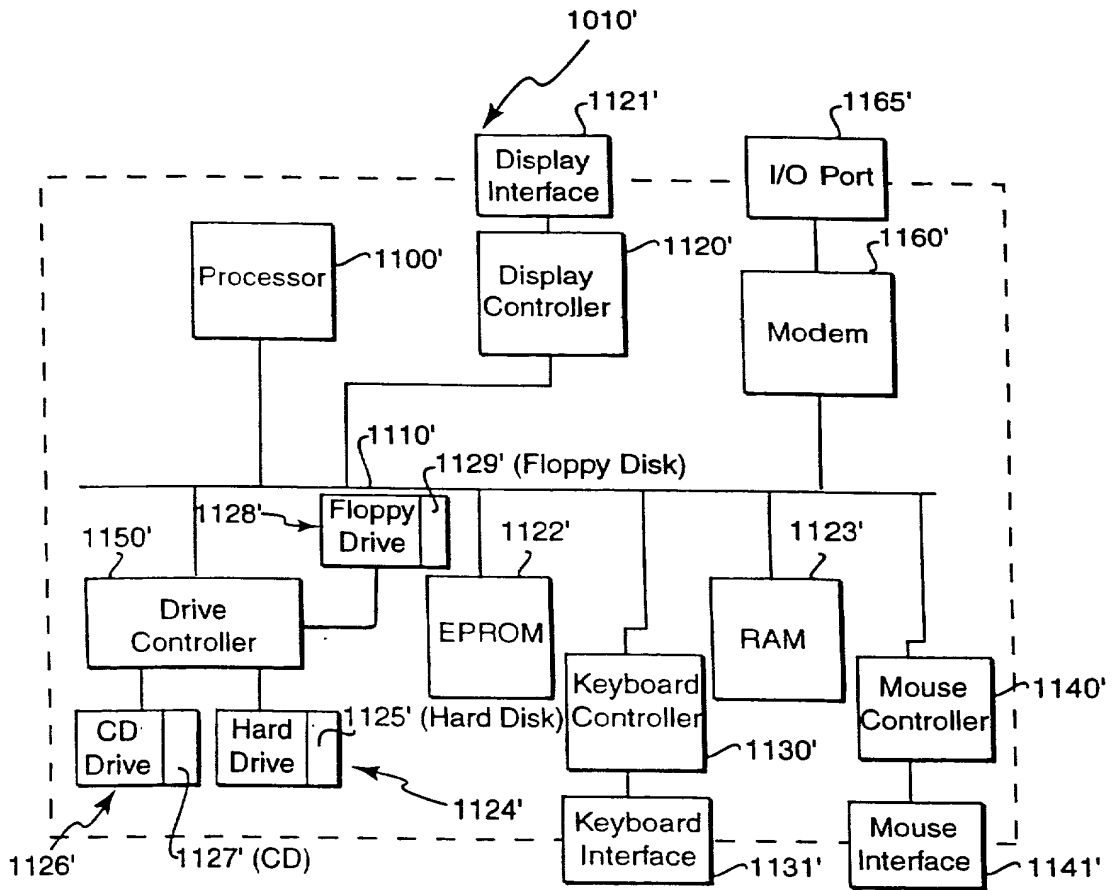 1010'
1121'
1165'
Display
Interface
I/O Port
1100'
1120'
1160'
Processor
Display
Controller
Modem
1110'
1129' (Floppy Disk)
1128'
Floppy
Drive
1150'
1122'
1123'
Drive
Controller
EPROM
RAM
Keyboard
Controller
Mouse
Controller
1140'
1125' (Hard Disk)
CD
Drive
Hard
Drive
1130'
1124'
1126'
1127' (CD)
Keyboard
Interface
1131'
Mouse
Interface
1141'